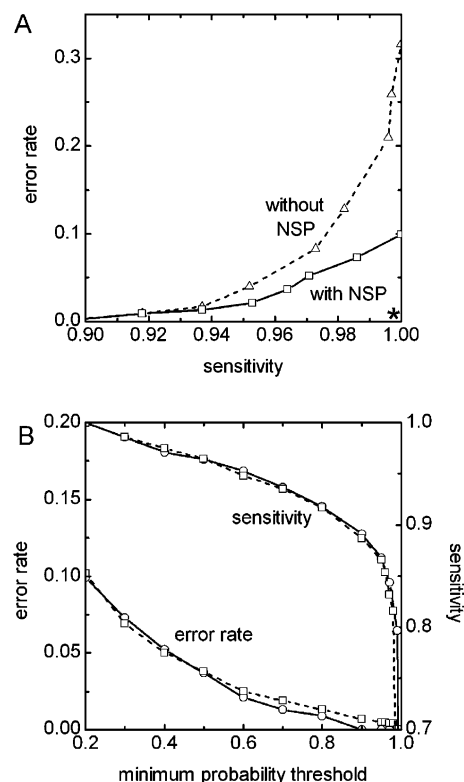 A
0.3
0.2
0.1
0.0
error rate
without
NSP
with NSP
*
0.90 0.92 0.94 0.96 0.98 1.00
sensitivity
B
0.20
0.15
0.10
0.05
0.00
error rate
sensitivity
error rate
1.0
0.9
0.8
0.7
sensitivity
0.2 0.4 0.6 0.8 1.0
minimum probability threshold